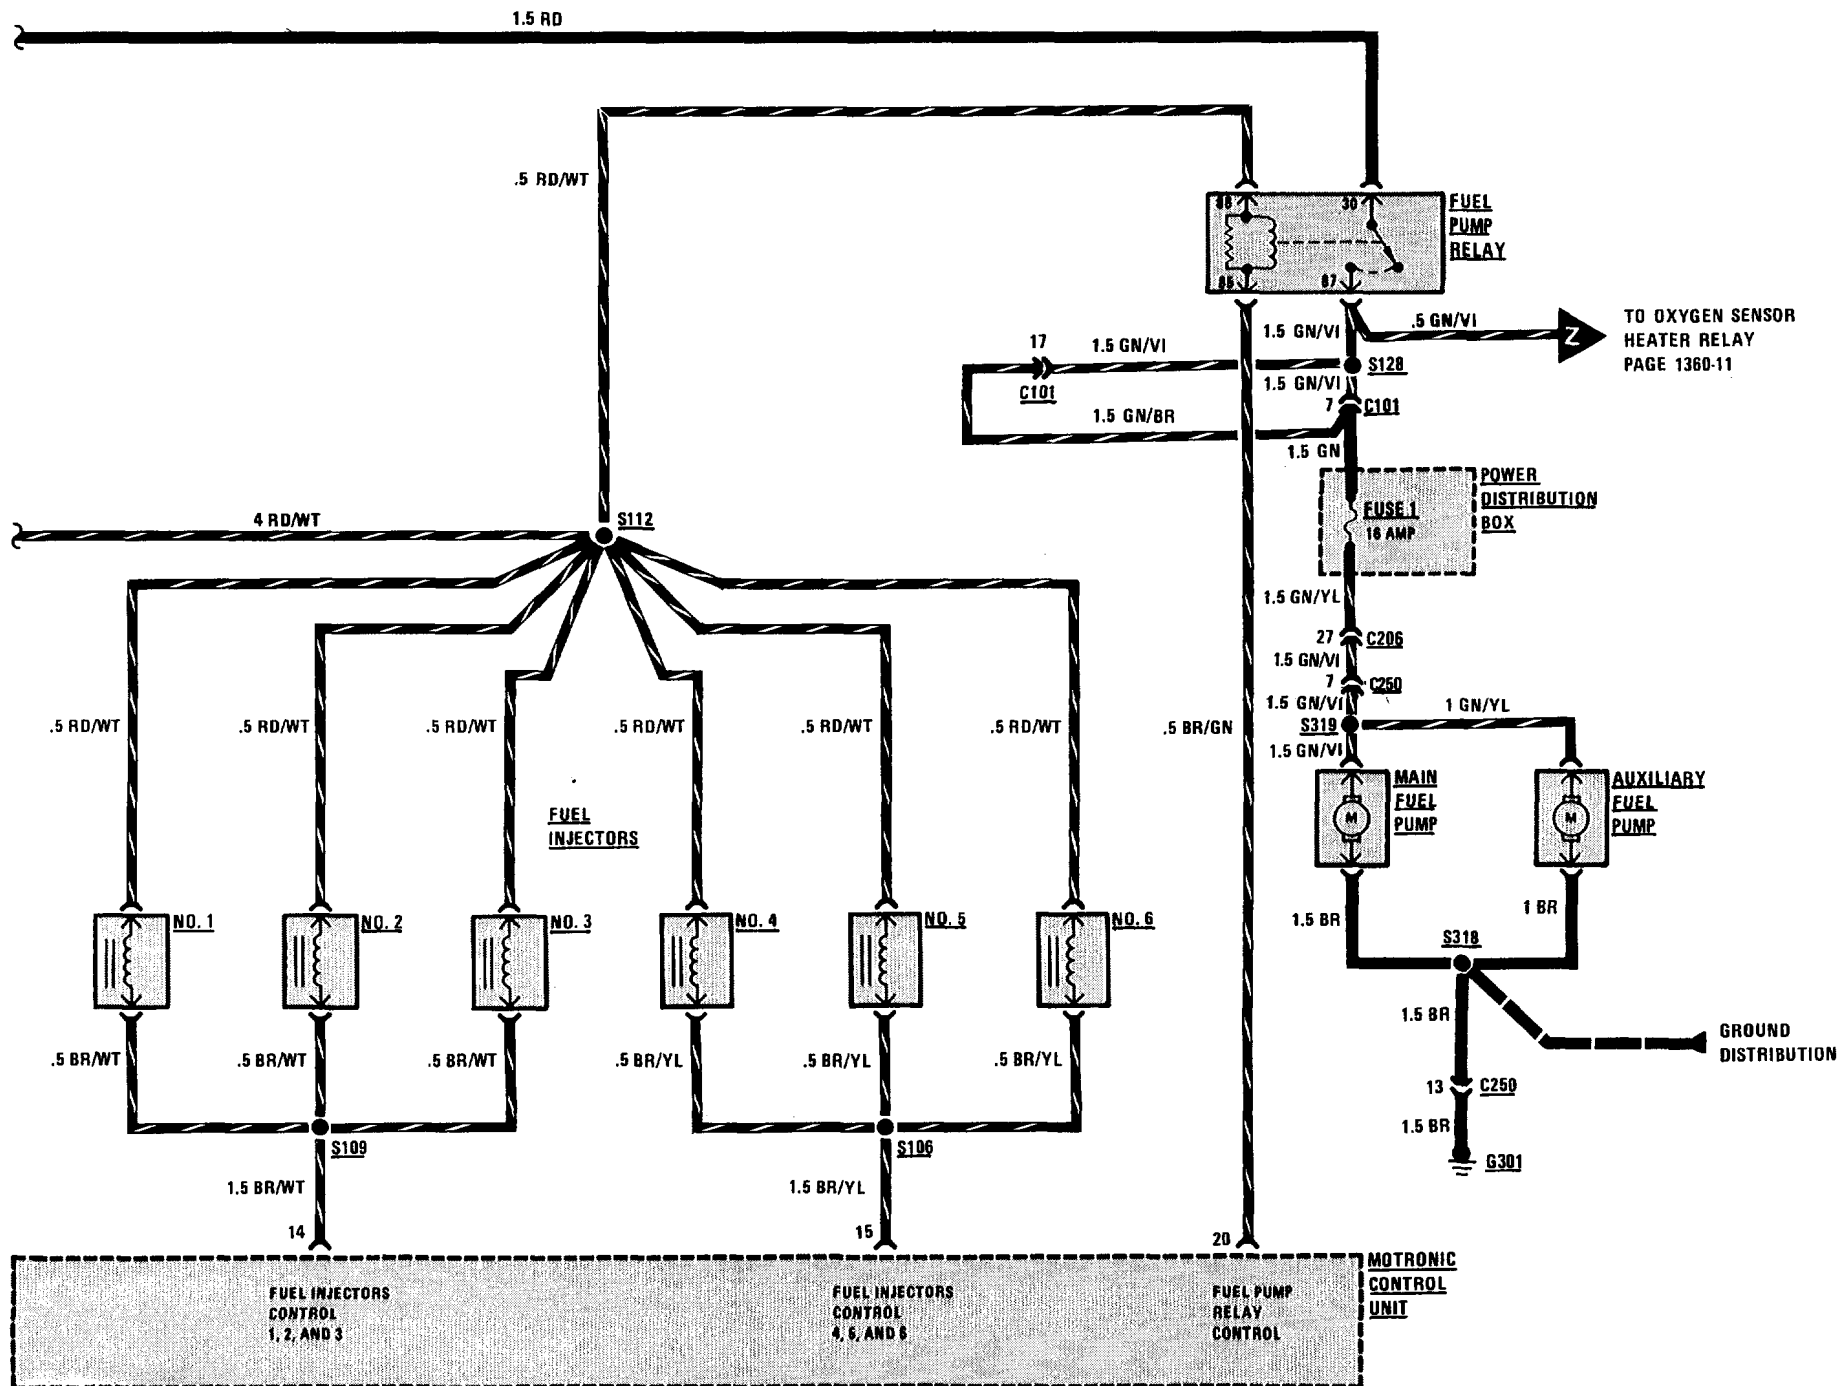 1.5 RD
.5 RD/WT
86
30
FUEL
PUMP
RELAY
85
87
1.5 GN/VI
.5 GN/VI
Z
TO OXYGEN SENSOR
HEATER RELAY
PAGE 1360-11
17
1.5 GN/VI
C101
S128
1.5 GN/VI
7
C101
1.5 GN/BR
1.5 GN
POWER
DISTRIBUTION
BOX
FUSE 1
16 AMP
4 RD/WT
S112
1.5 GN/YL
27
C206
1.5 GN/VI
7
C250
1.5 GN/VI
1 GN/YL
S319
1.5 GN/VI
.5 RD/WT
.5 RD/WT
.5 RD/WT
.5 RD/WT
.5 RD/WT
.5 RD/WT
.5 BR/GN
MAIN
FUEL
PUMP
M
AUXILIARY
FUEL
PUMP
M
FUEL
INJECTORS
NO. 1
NO. 2
NO. 3
NO. 4
NO. 5
NO. 6
1.5 BR
1 BR
S318
1.5 BR
GROUND
DISTRIBUTION
.5 BR/WT
.5 BR/WT
.5 BR/WT
.5 BR/YL
.5 BR/YL
.5 BR/YL
13
C250
1.5 BR
G301
S109
S106
1.5 BR/WT
1.5 BR/YL
14
15
20
MOTRONIC
CONTROL
UNIT
FUEL INJECTORS
CONTROL
1, 2, AND 3
FUEL INJECTORS
CONTROL
4, 5, AND 6
FUEL PUMP
RELAY
CONTROL